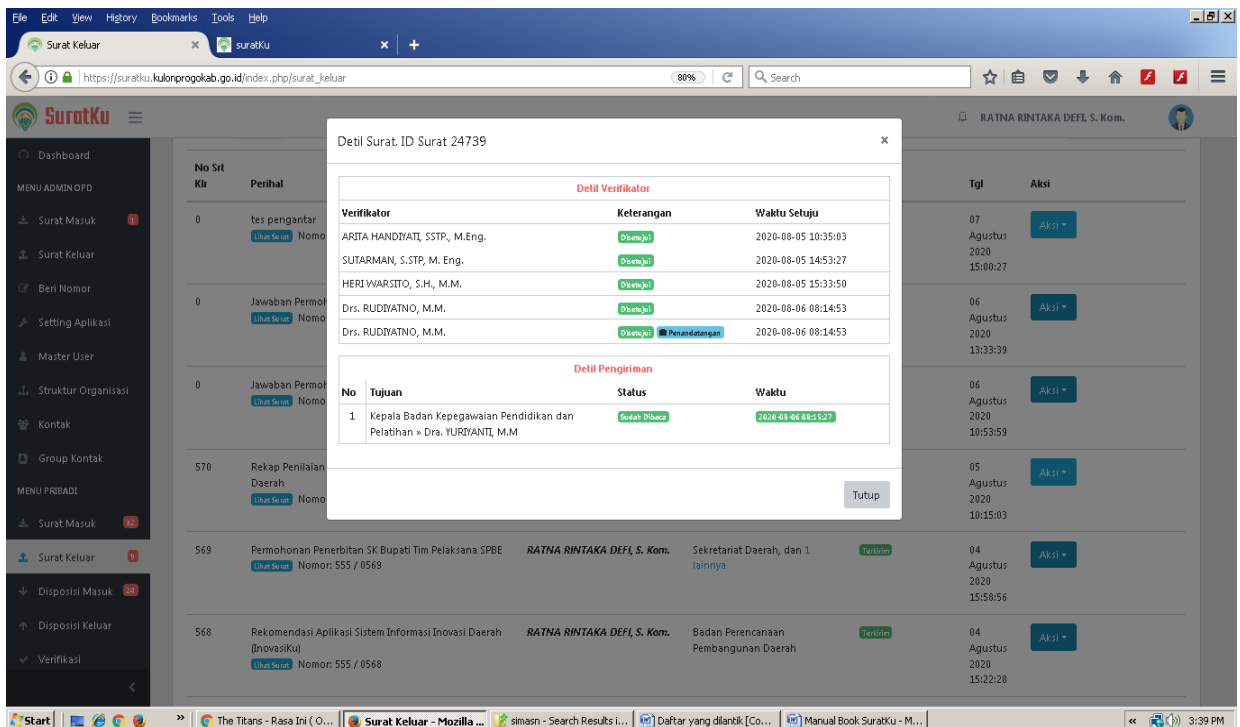 File Edit View History Bookmarks Tools Help
Surat Keluar × suratKu × +
https://suratku.kulonprogokab.go.id/index.php/surat_keluar 80% Search
SuratKu RATNA RINTAKA DEFI, S. Kom.
Detil Surat. ID Surat 24739 ×
Dashboard
MENU ADMIN OPD
Surat Masuk 1
Surat Keluar
Beri Nomor
Setting Aplikasi
Master User
Struktur Organisasi
Kontak
Group Kontak
MENU PRIBADI
Surat Masuk 32
Surat Keluar 9
Disposisi Masuk 24
Disposisi Keluar
Verifikasi
No Srt
Klr Perihal Tgl Aksi
0 tes pengantar 07 Aksi
Lihat Surat Nomo Agustus
2020
15:00:27
0 Jawaban Permoh 06 Aksi
Lihat Surat Nomo Agustus
2020
13:33:39
0 Jawaban Permoh 06 Aksi
Lihat Surat Nomo Agustus
2020
10:53:59
570 Rekap Penilaian 05 Aksi
Daerah Agustus
Lihat Surat Nomo 2020
10:15:03
Detil Verifikator
Verifikator Keterangan Waktu Setuju
ARITA HANDIYATI, SSTP., M.Eng. Disetujui 2020-08-05 10:35:03
SUTARMAN, S.STP, M. Eng. Disetujui 2020-08-05 14:53:27
HERI WARSITO, S.H., M.M. Disetujui 2020-08-05 15:33:50
Drs. RUDIYATNO, M.M. Disetujui 2020-08-06 08:14:53
Drs. RUDIYATNO, M.M. Disetujui Penandatangan 2020-08-06 08:14:53
Detil Pengiriman
No Tujuan Status Waktu
1 Kepala Badan Kepegawaian Pendidikan dan Sudah Dibaca 2020-08-06 08:15:27
Pelatihan » Dra. YURIYANTI, M.M
Tutup
569 Permohonan Penerbitan SK Bupati Tim Pelaksana SPBE RATNA RINTAKA DEFI, S. Kom. Sekretariat Daerah, dan 1 Terkirim 04 Aksi
Lihat Surat Nomor: 555 / 0569 lainnya Agustus
2020
15:58:56
568 Rekomendasi Aplikasi Sistem Informasi Inovasi Daerah RATNA RINTAKA DEFI, S. Kom. Badan Perencanaan Terkirim 04 Aksi
(InovasiKu) Pembangunan Daerah Agustus
Lihat Surat Nomor: 555 / 0568 2020
15:22:28
Start » The Titans - Rasa Ini ( O... Surat Keluar - Mozilla ... simasn - Search Results i... Daftar yang dilantik [Co... Manual Book SuratKu - M... « 3:39 PM